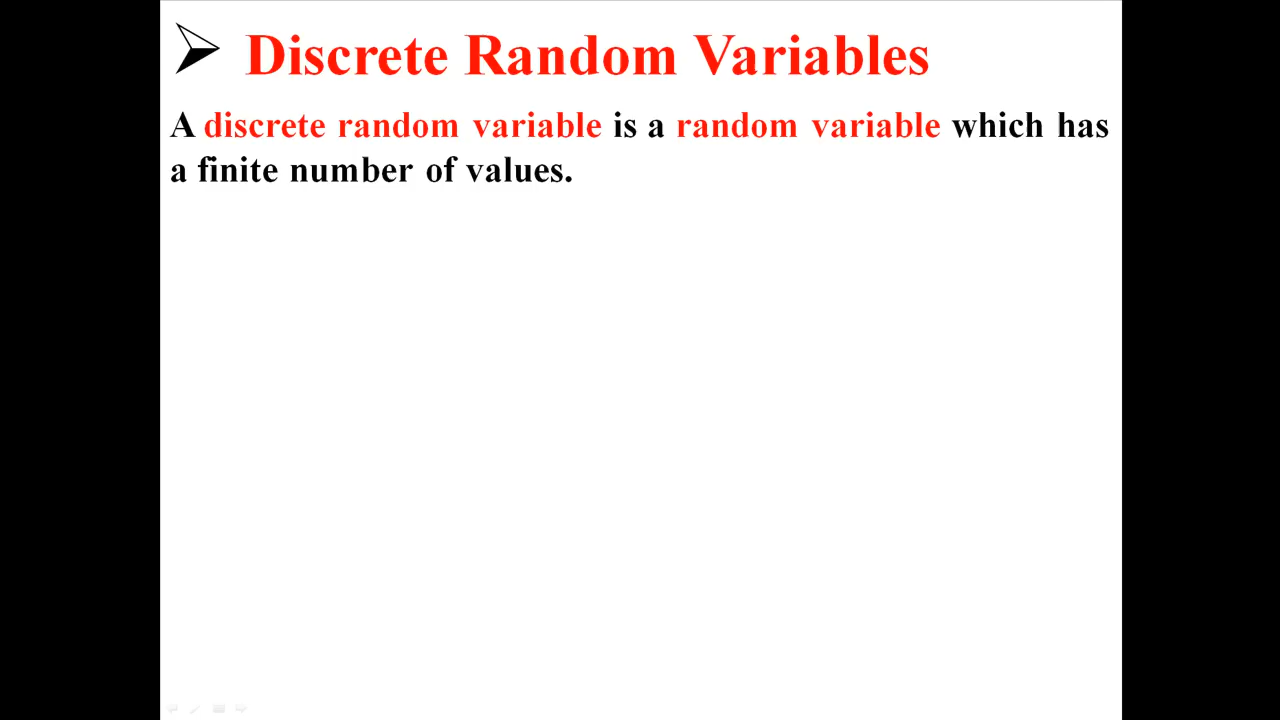 Discrete Random Variables
A discrete random variable is a random variable which has
a finite number of values.